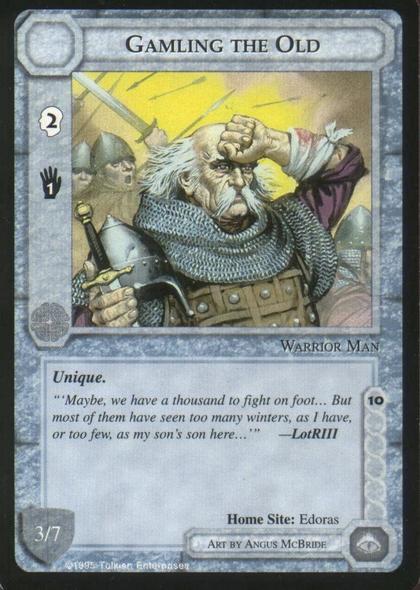 GAMLING THE OLD
2
1
WARRIOR MAN
Unique.
10
"'Maybe, we have a thousand to fight on foot... But
most of them have seen too many winters, as I have,
or too few, as my son's son here...'" —LotRIII
Home Site: Edoras
3/7
ART BY ANGUS MCBRIDE
©1995 Tolkien Enterprises